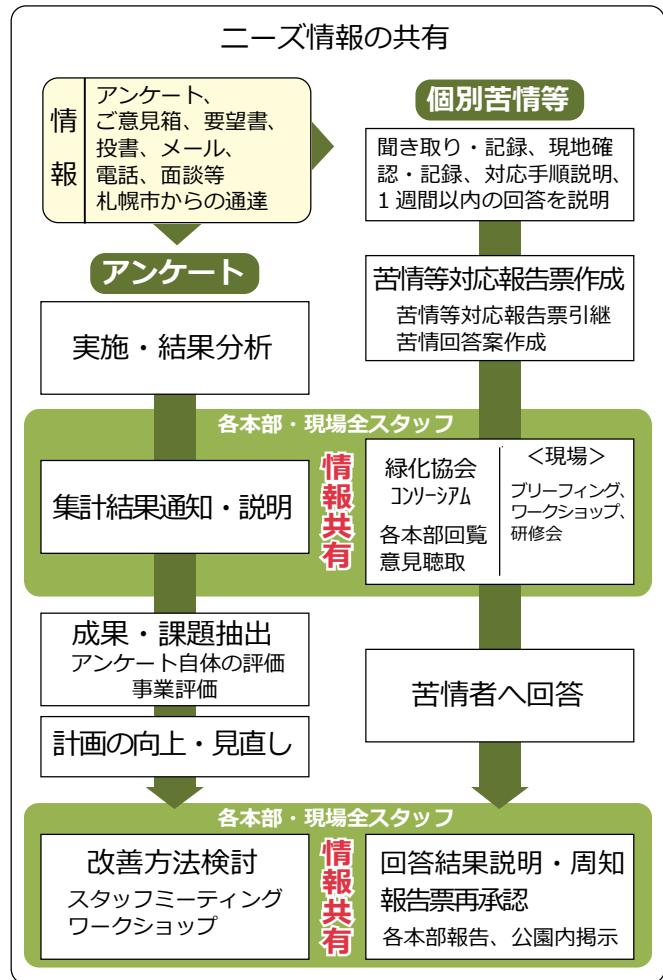 ニーズ情報の共有
情報
アンケート、
ご意見箱、要望書、
投書、メール、
電話、面談等
札幌市からの通達
アンケート
実施・結果分析
各本部・現場全スタッフ
集計結果通知・説明
情報共有
成果・課題抽出
アンケート自体の評価
事業評価
計画の向上・見直し
各本部・現場全スタッフ
改善方法検討
スタッフミーティング
ワークショップ
情報共有
個別苦情等
聞き取り・記録、現地確
認・記録、対応手順説明、
1週間以内の回答を説明
苦情等対応報告票作成
苦情等対応報告票引継
苦情回答案作成
緑化協会
ｺﾝｿｰｼｱﾑ
各本部回覧
意見聴取
＜現場＞
ブリーフィング、
ワークショップ、
研修会
苦情者へ回答
回答結果説明・周知
報告票再承認
各本部報告、公園内掲示